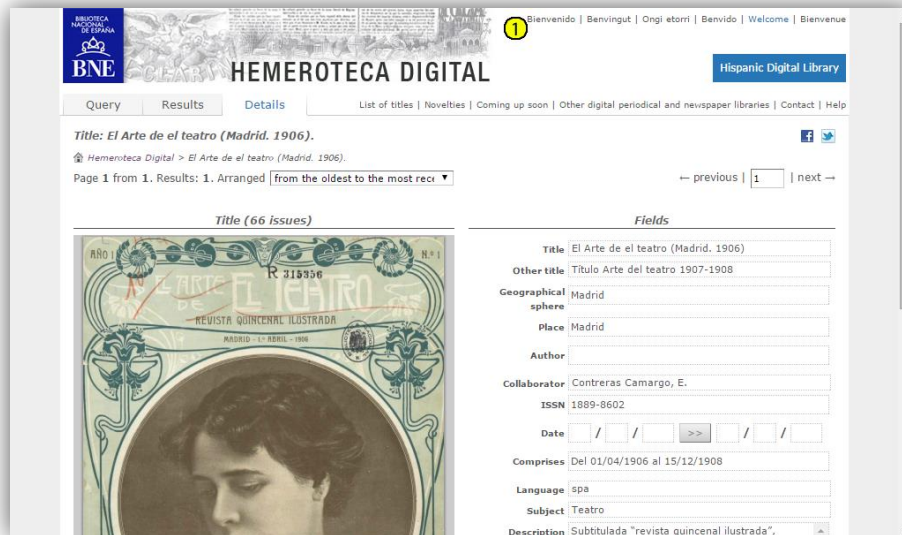 BIBLIOTECA
NACIONAL
DE ESPAÑA
BNE
HEMEROTECA DIGITAL
1
Bienvenido | Benvingut | Ongi etorri | Benvido | Welcome | Bienvenue
Hispanic Digital Library
Query Results Details
List of titles | Novelties | Coming up soon | Other digital periodical and newspaper libraries | Contact | Help
Title: El Arte de el teatro (Madrid. 1906).
Hemeroteca Digital > El Arte de el teatro (Madrid. 1906).
Page 1 from 1. Results: 1. Arranged from the oldest to the most rece
← previous | 1 | next →
Title (66 issues)
AÑO I
N.º 1
R 315356
EL ARTE
DE EL TEATRO
REVISTA QUINCENAL ILUSTRADA
MADRID - 1.º ABRIL - 1906
Fields
Title El Arte de el teatro (Madrid. 1906)
Other title Título Arte del teatro 1907-1908
Geographical
sphere Madrid
Place Madrid
Author
Collaborator Contreras Camargo, E.
ISSN 1889-8602
Date / / >> / /
Comprises Del 01/04/1906 al 15/12/1908
Language spa
Subject Teatro
Description Subtitulada "revista quincenal ilustrada",